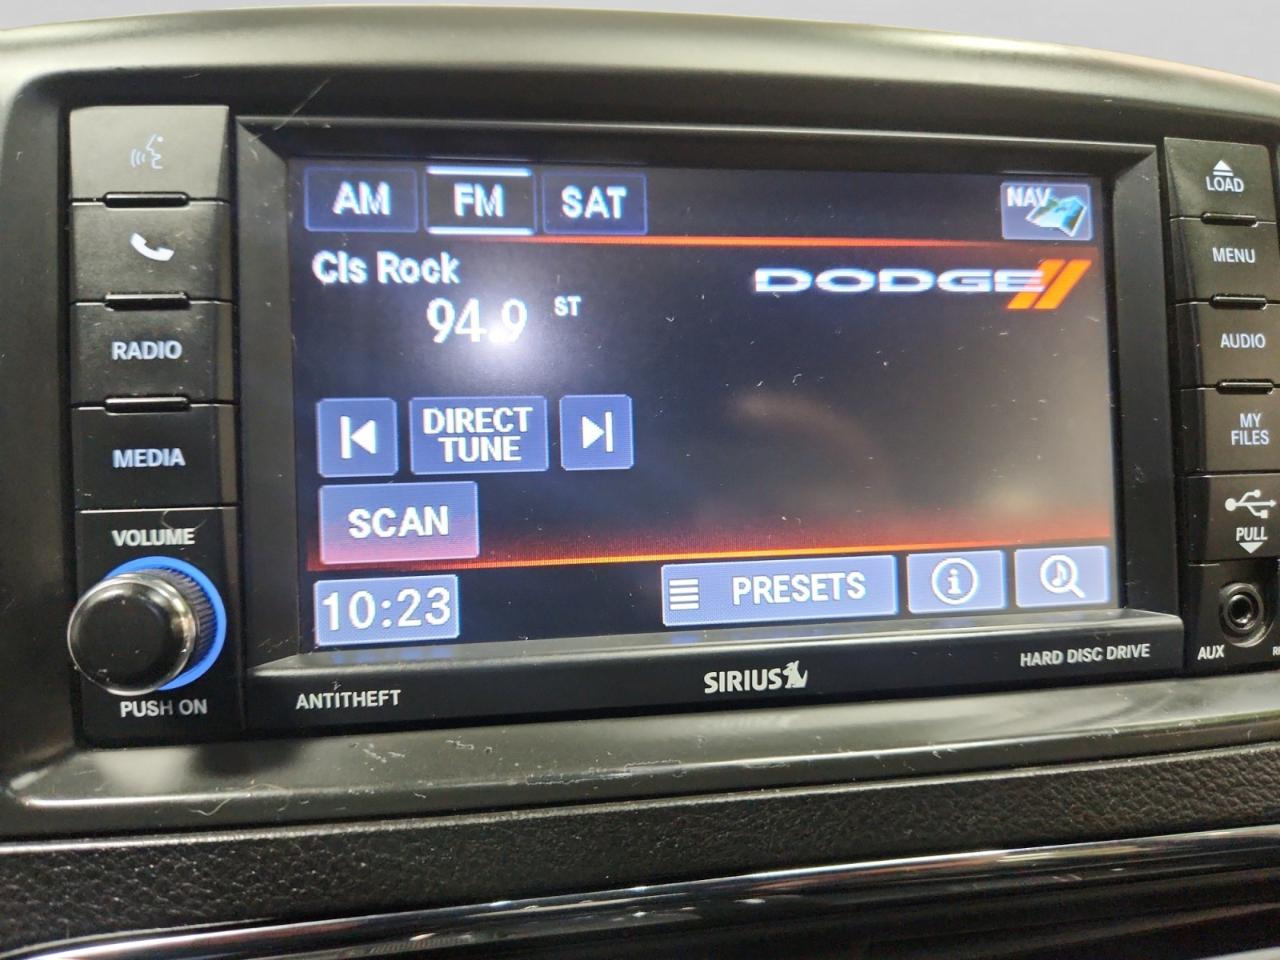 AM FM SAT NAV
Cls Rock
94.9 ST
DODGE
DIRECT
TUNE
SCAN
10:23 PRESETS
RADIO
MEDIA
VOLUME
PUSH ON
ANTITHEFT
SIRIUS
HARD DISC DRIVE
LOAD
MENU
AUDIO
MY
FILES
PULL
AUX